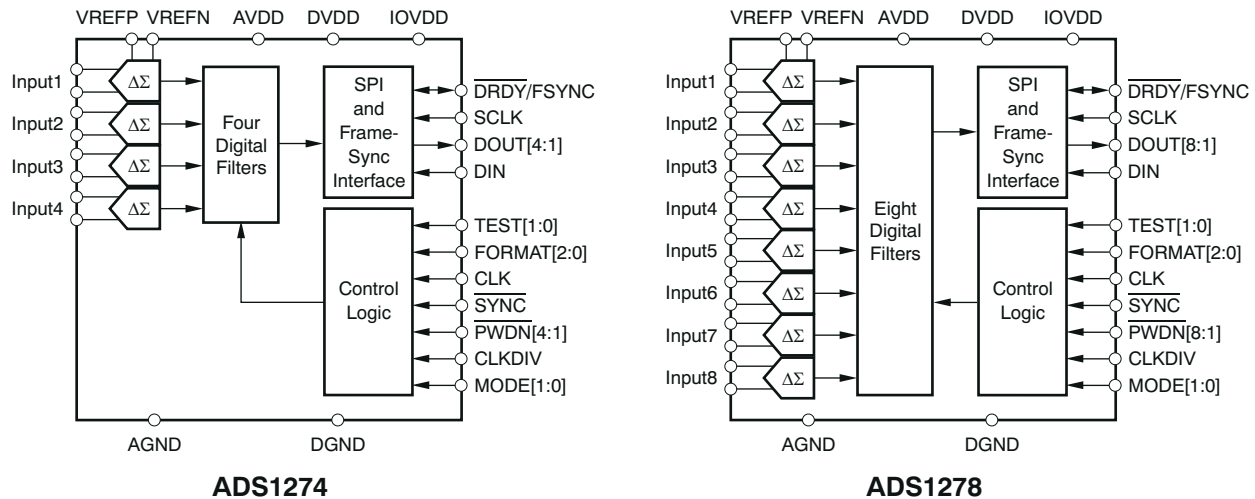 VREFP VREFN AVDD DVDD IOVDD
Input1
Input2
Input3
Input4
ΔΣ
ΔΣ
ΔΣ
ΔΣ
Four
Digital
Filters
SPI
and
Frame-
Sync
Interface
Control
Logic
DRDY/FSYNC
SCLK
DOUT[4:1]
DIN
TEST[1:0]
FORMAT[2:0]
CLK
SYNC
PWDN[4:1]
CLKDIV
MODE[1:0]
AGND DGND
ADS1274
VREFP VREFN AVDD DVDD IOVDD
Input1
Input2
Input3
Input4
Input5
Input6
Input7
Input8
ΔΣ
ΔΣ
ΔΣ
ΔΣ
ΔΣ
ΔΣ
ΔΣ
ΔΣ
Eight
Digital
Filters
SPI
and
Frame-
Sync
Interface
Control
Logic
DRDY/FSYNC
SCLK
DOUT[8:1]
DIN
TEST[1:0]
FORMAT[2:0]
CLK
SYNC
PWDN[8:1]
CLKDIV
MODE[1:0]
AGND DGND
ADS1278